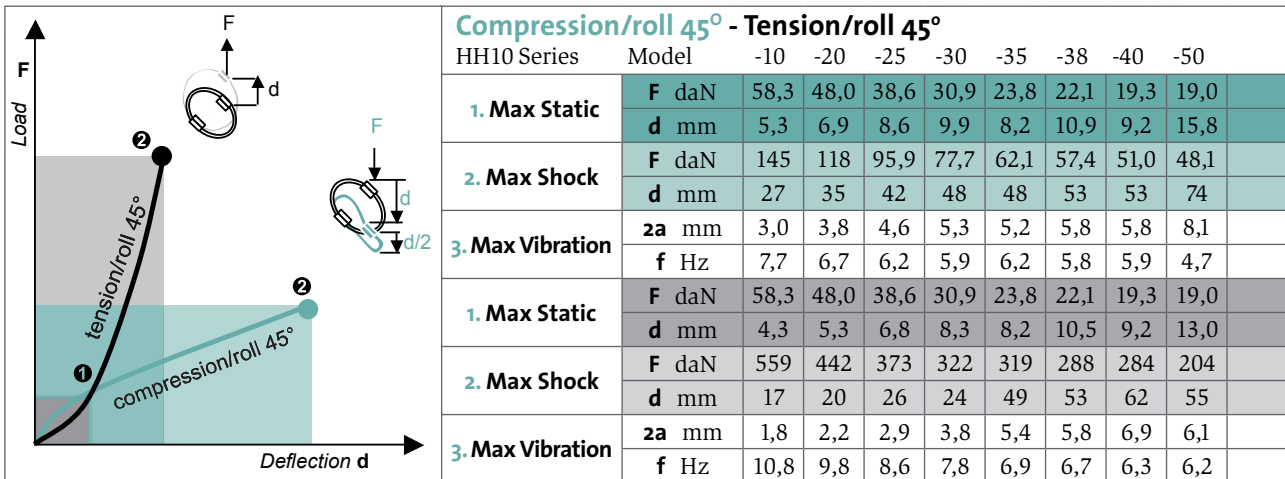 F
Load
F
d
❷
F
d
d/2
tension/roll 45°
❷
❶
compression/roll 45°
Deflection d
Compression/roll 45° - Tension/roll 45°
HH10 Series Model -10 -20 -25 -30 -35 -38 -40 -50
1. Max Static F daN 58,3 48,0 38,6 30,9 23,8 22,1 19,3 19,0
d mm 5,3 6,9 8,6 9,9 8,2 10,9 9,2 15,8
2. Max Shock F daN 145 118 95,9 77,7 62,1 57,4 51,0 48,1
d mm 27 35 42 48 48 53 53 74
3. Max Vibration 2a mm 3,0 3,8 4,6 5,3 5,2 5,8 5,8 8,1
f Hz 7,7 6,7 6,2 5,9 6,2 5,8 5,9 4,7
1. Max Static F daN 58,3 48,0 38,6 30,9 23,8 22,1 19,3 19,0
d mm 4,3 5,3 6,8 8,3 8,2 10,5 9,2 13,0
2. Max Shock F daN 559 442 373 322 319 288 284 204
d mm 17 20 26 24 49 53 62 55
3. Max Vibration 2a mm 1,8 2,2 2,9 3,8 5,4 5,8 6,9 6,1
f Hz 10,8 9,8 8,6 7,8 6,9 6,7 6,3 6,2